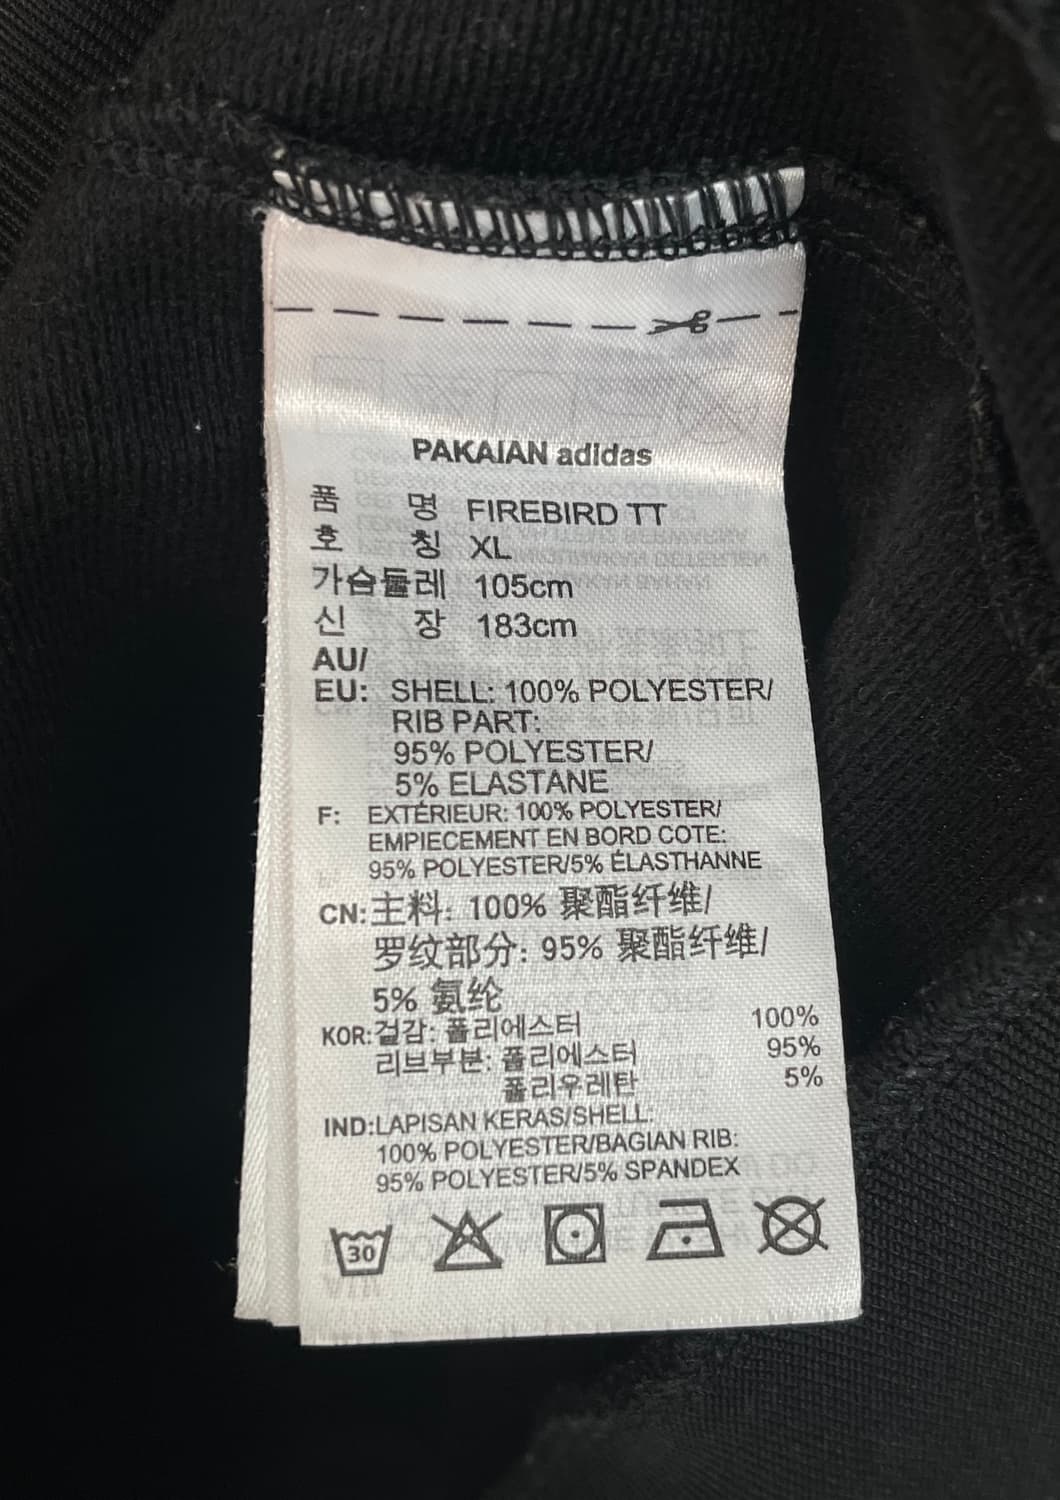 PAKAIAN adidas
품 명 FIREBIRD TT
호 칭 XL
가슴둘레 105cm
신 장 183cm
AU/
EU: SHELL: 100% POLYESTER/
RIB PART:
95% POLYESTER/
5% ELASTANE
F: EXTÉRIEUR: 100% POLYESTER/
EMPIECEMENT EN BORD COTE:
95% POLYESTER/5% ÉLASTHANNE
CN: 主料: 100% 聚酯纤维/
罗纹部分: 95% 聚酯纤维/
5% 氨纶
KOR: 겉감: 폴리에스터 100%
리브부분: 폴리에스터 95%
폴리우레탄 5%
IND: LAPISAN KERAS/SHELL:
100% POLYESTER/BAGIAN RIB:
95% POLYESTER/5% SPANDEX
30